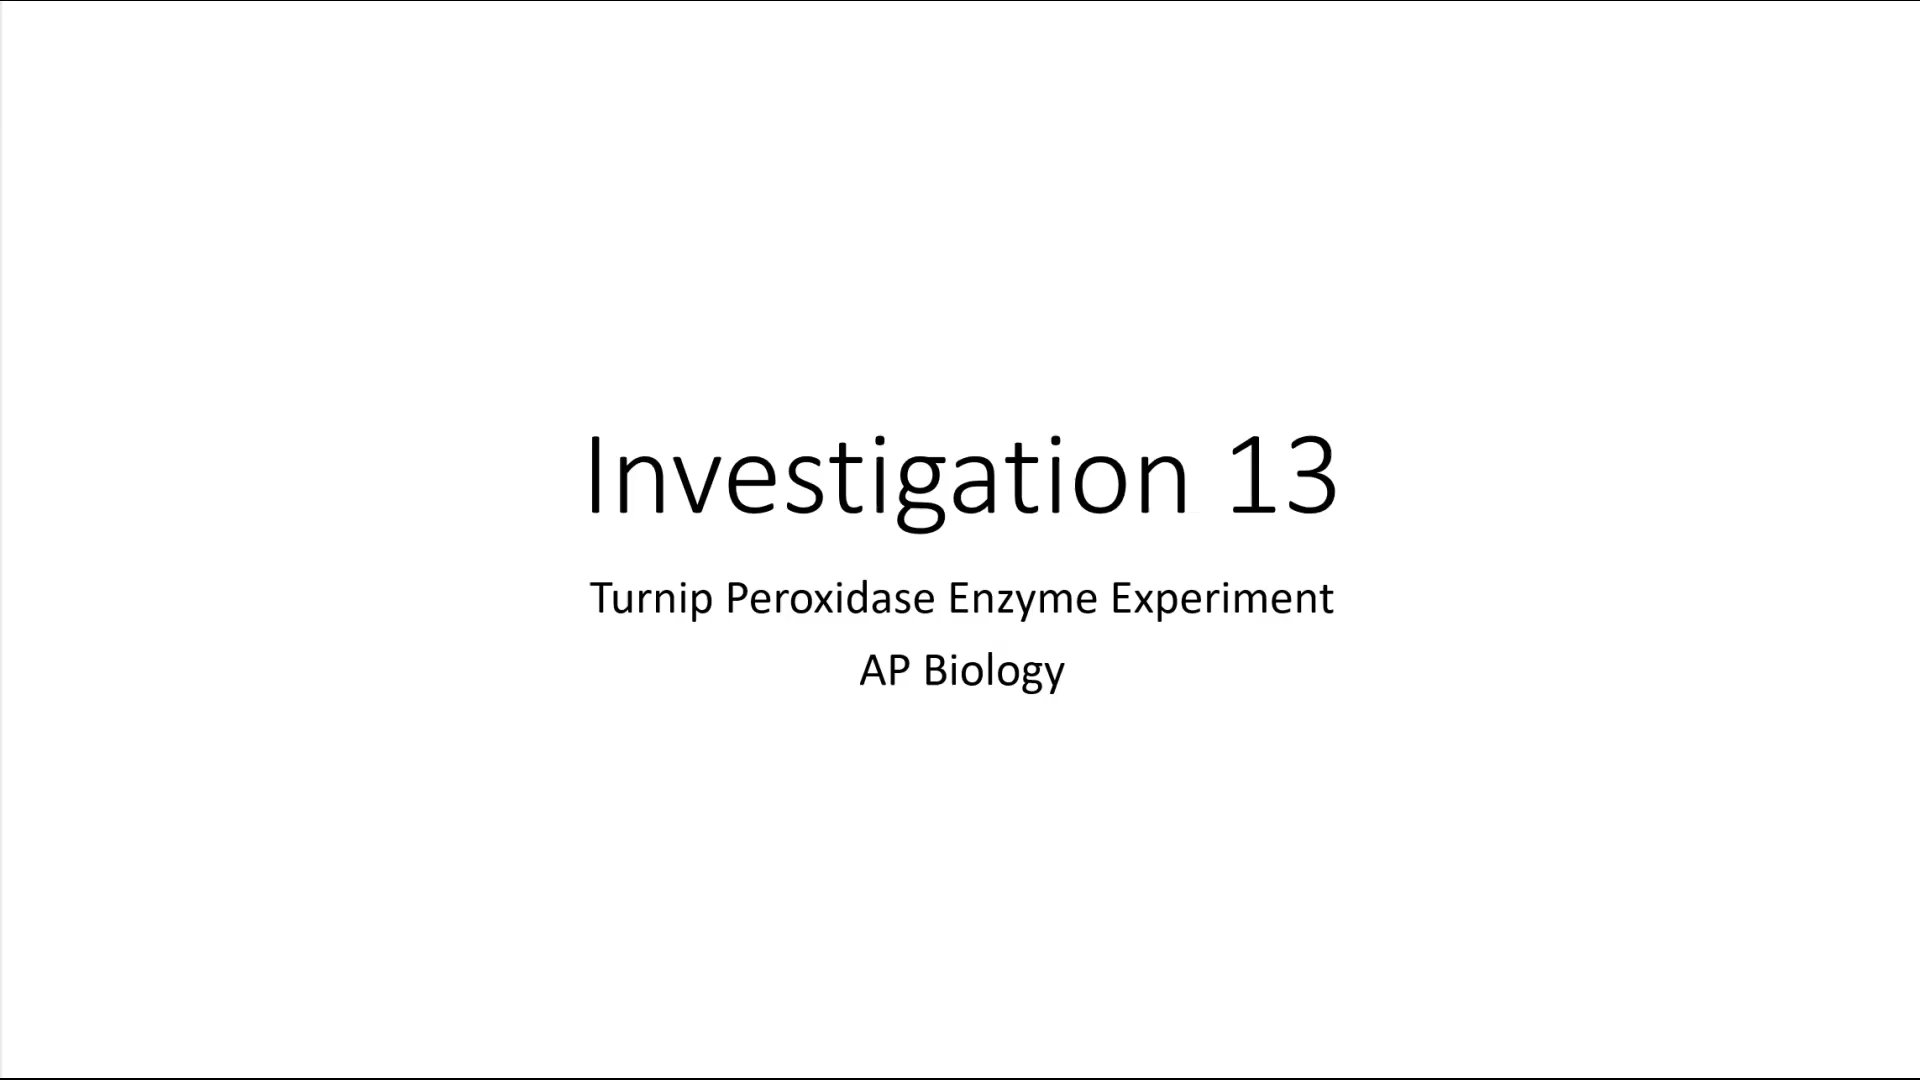 Investigation 13
Turnip Peroxidase Enzyme Experiment
AP Biology